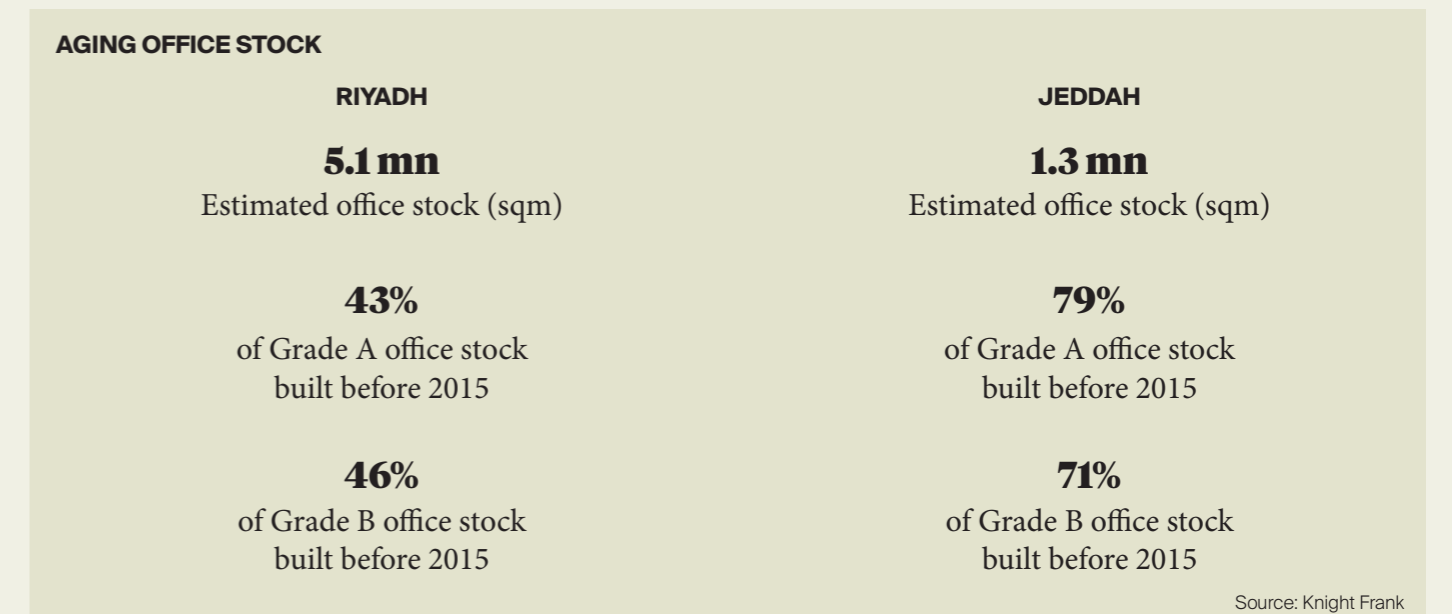 AGING OFFICE STOCK
RIYADH
5.1 mn
Estimated office stock (sqm)
43%
of Grade A office stock
built before 2015
46%
of Grade B office stock
built before 2015
JEDDAH
1.3 mn
Estimated office stock (sqm)
79%
of Grade A office stock
built before 2015
71%
of Grade B office stock
built before 2015
Source: Knight Frank